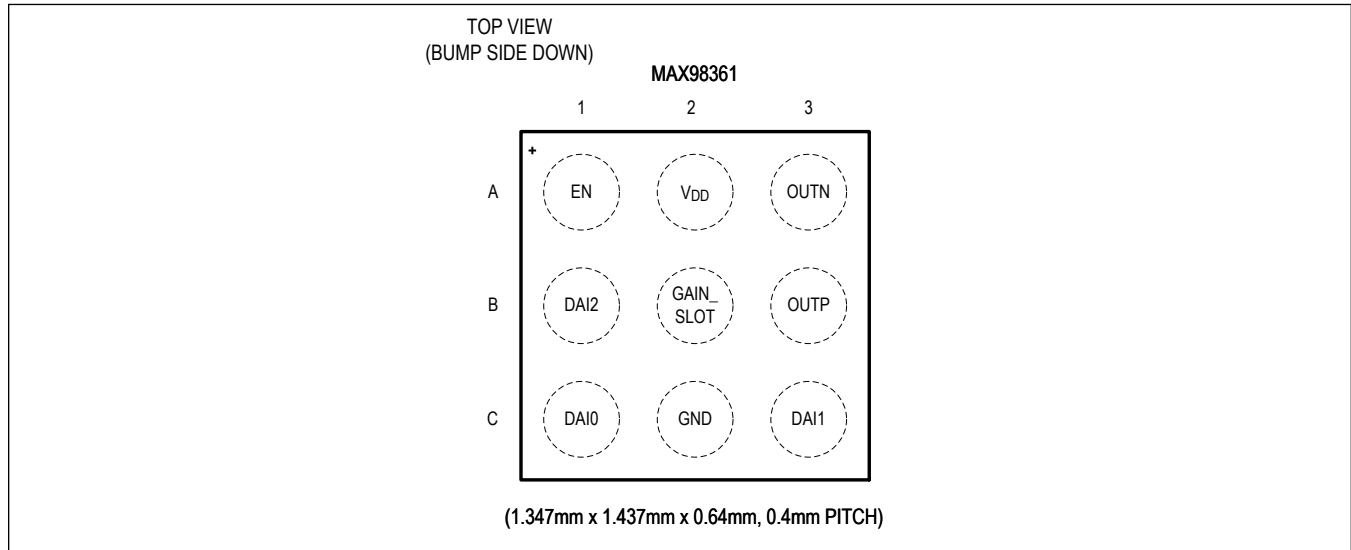 TOP VIEW
(BUMP SIDE DOWN)
MAX98361
1 2 3
+
A EN VDD OUTN
B DAI2 GAIN_
SLOT OUTP
C DAI0 GND DAI1
(1.347mm x 1.437mm x 0.64mm, 0.4mm PITCH)